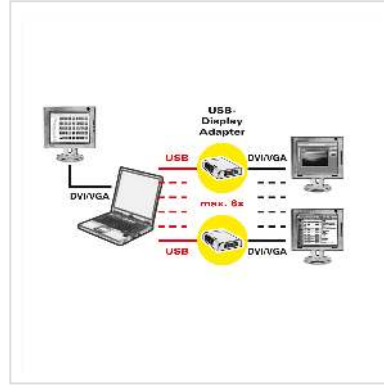 USB-
Display
Adapter
USB
DVI/VGA
DVI/VGA
max. 6x
USB
DVI/VGA